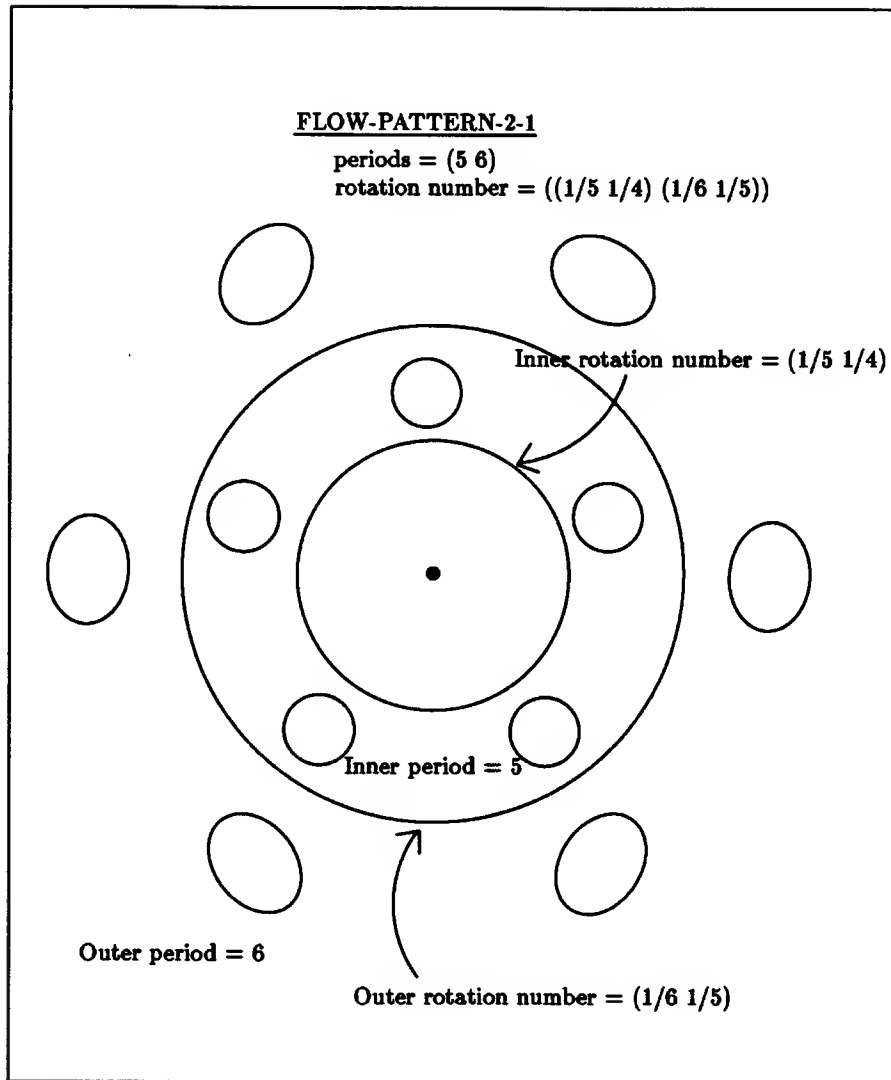 FLOW-PATTERN-2-1
periods = (5 6)
rotation number = ((1/5 1/4) (1/6 1/5))
Inner rotation number = (1/5 1/4)
Inner period = 5
Outer period = 6
Outer rotation number = (1/6 1/5)